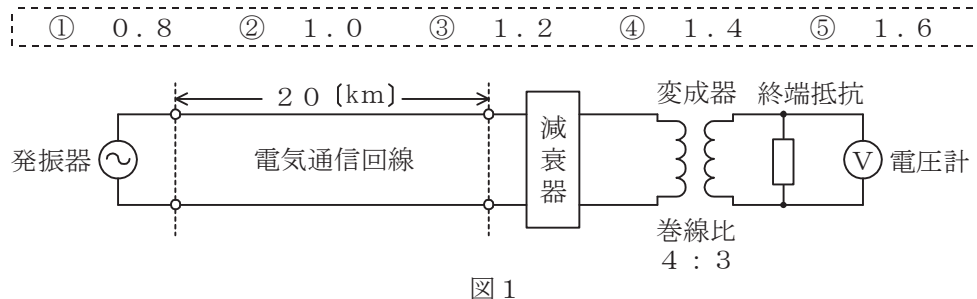 ① 0.8 ② 1.0 ③ 1.2 ④ 1.4 ⑤ 1.6
20〔km〕
変成器 終端抵抗
発振器
電気通信回線
減衰器
V
電圧計
巻線比
4:3
図1